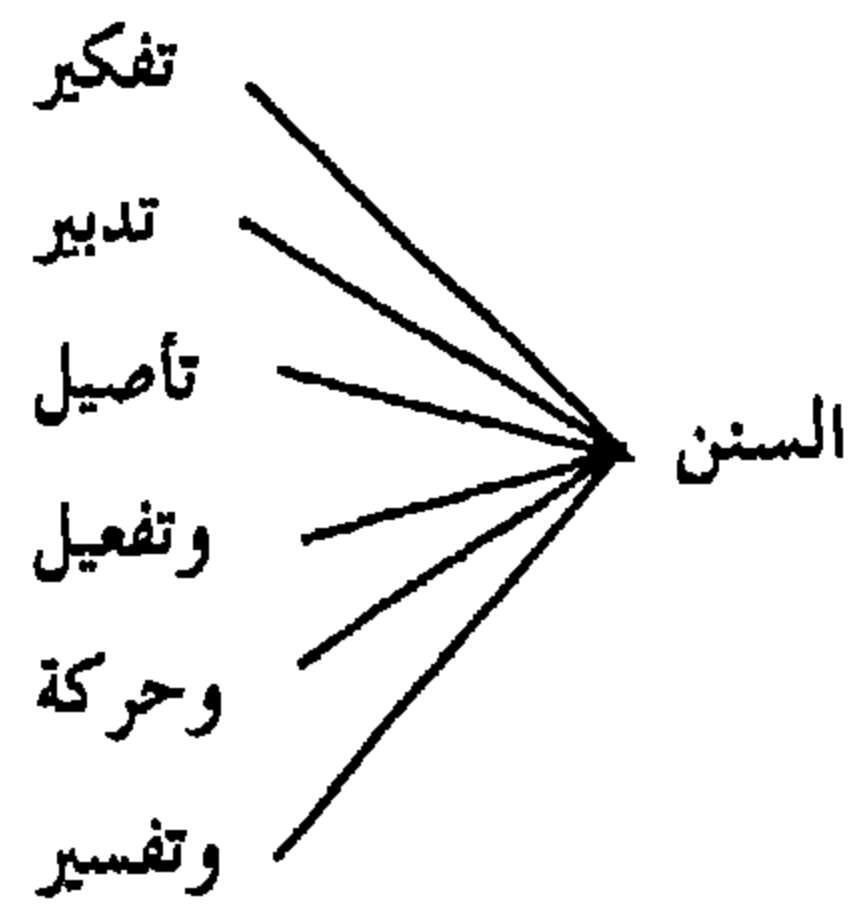 السنن
تفكير
تدبير
تأصيل
وتفعيل
وحركة
وتفسير